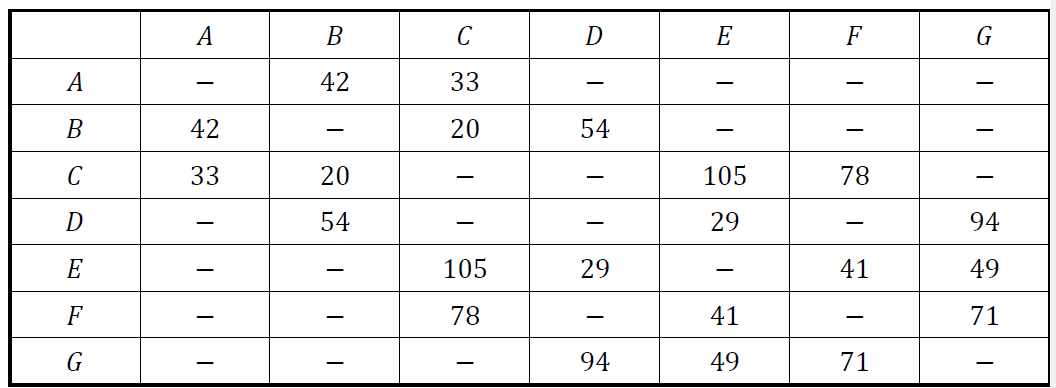 A B C D E F G
A – 42 33 – – – –
B 42 – 20 54 – – –
C 33 20 – – 105 78 –
D – 54 – – 29 – 94
E – – 105 29 – 41 49
F – – 78 – 41 – 71
G – – – 94 49 71 –